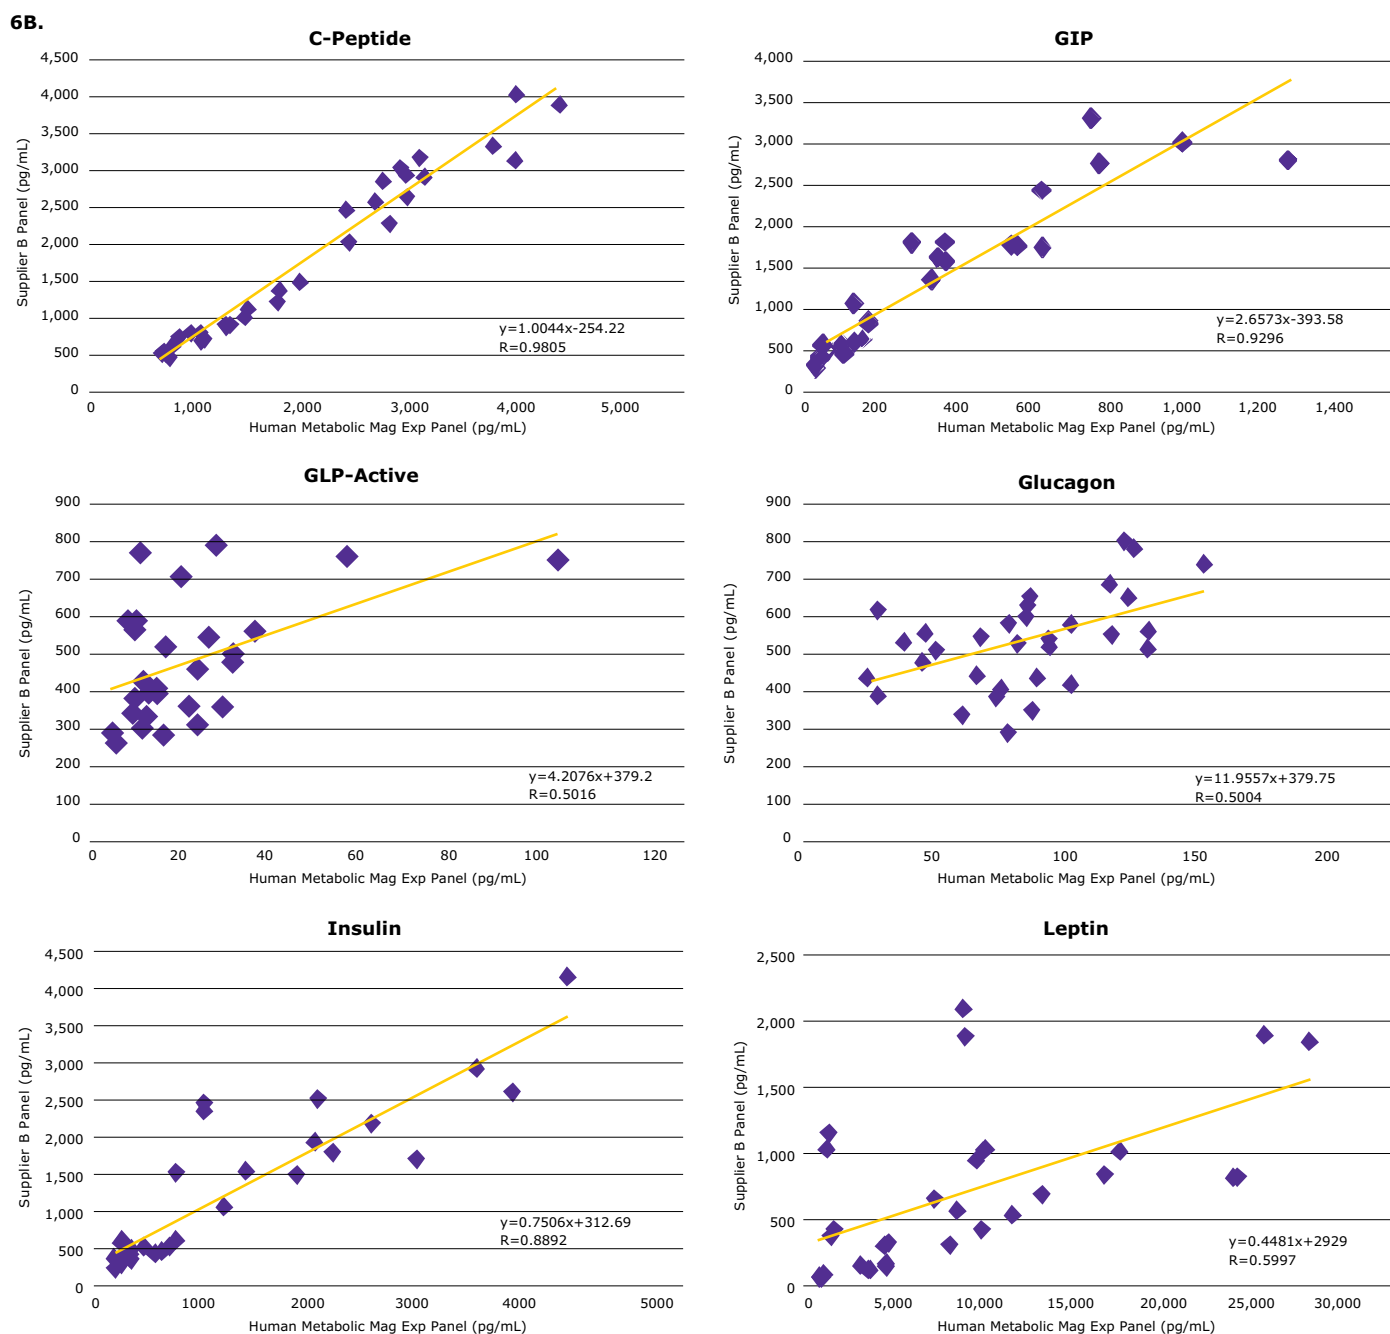 6B.
C-Peptide
4,500
4,000
3,500
3,000
2,500
2,000
1,500
1,000
500
0
Supplier B Panel (pg/mL)
y=1.0044x-254.22
R=0.9805
0 1,000 2,000 3,000 4,000 5,000
Human Metabolic Mag Exp Panel (pg/mL)
GIP
4,000
3,500
3,000
2,500
2,000
1,500
1,000
500
0
Supplier B Panel (pg/mL)
y=2.6573x-393.58
R=0.9296
0 200 400 600 800 1,000 1,200 1,400
Human Metabolic Mag Exp Panel (pg/mL)
GLP-Active
900
800
700
600
500
400
300
200
100
0
Supplier B Panel (pg/mL)
y=4.2076x+379.2
R=0.5016
0 20 40 60 80 100 120
Human Metabolic Mag Exp Panel (pg/mL)
Glucagon
900
800
700
600
500
400
300
200
100
0
Supplier B Panel (pg/mL)
y=11.9557x+379.75
R=0.5004
0 50 100 150 200
Human Metabolic Mag Exp Panel (pg/mL)
Insulin
4,500
4,000
3,500
3,000
2,500
2,000
1,500
1,000
500
0
Supplier B Panel (pg/mL)
y=0.7506x+312.69
R=0.8892
0 1000 2000 3000 4000 5000
Human Metabolic Mag Exp Panel (pg/mL)
Leptin
2,500
2,000
1,500
1,000
500
0
Supplier B Panel (pg/mL)
y=0.4481x+2929
R=0.5997
0 5,000 10,000 15,000 20,000 25,000 30,000
Human Metabolic Mag Exp Panel (pg/mL)